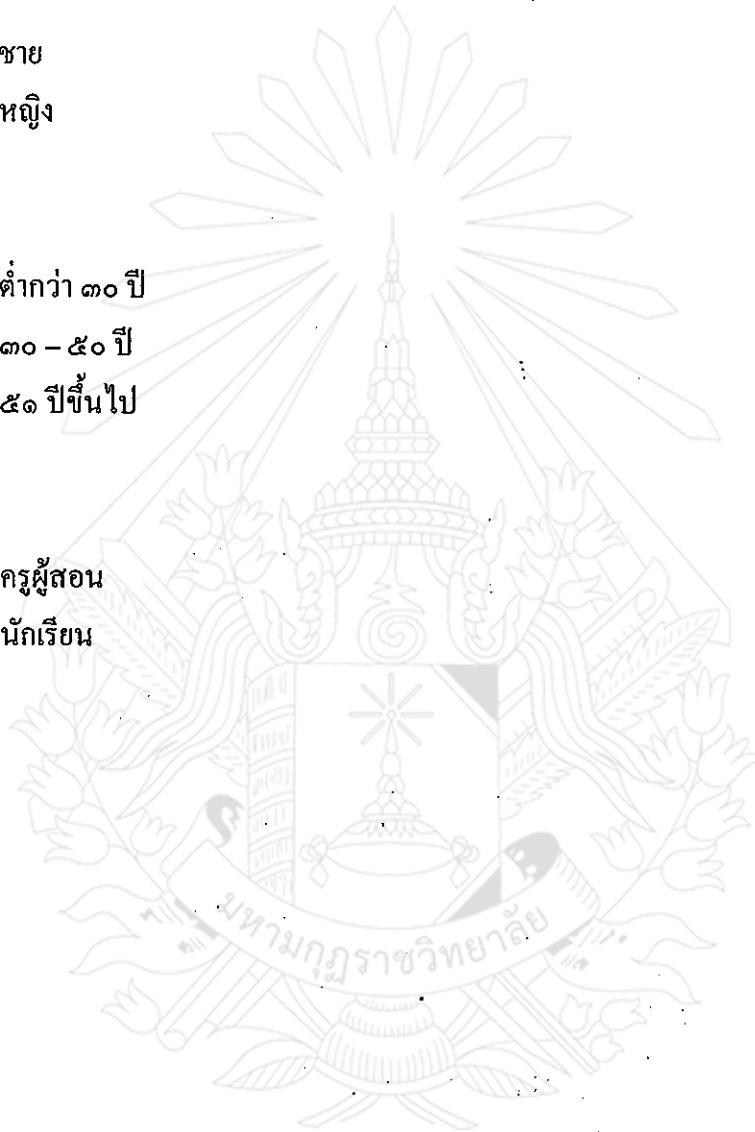 ชาย
หญิง
ต่ำกว่า ๓๐ ปี
๓๐ – ๕๐ ปี
๕๑ ปีขึ้นไป
ครูผู้สอน
นักเรียน
มหามกุฏราชวิทยาลัย